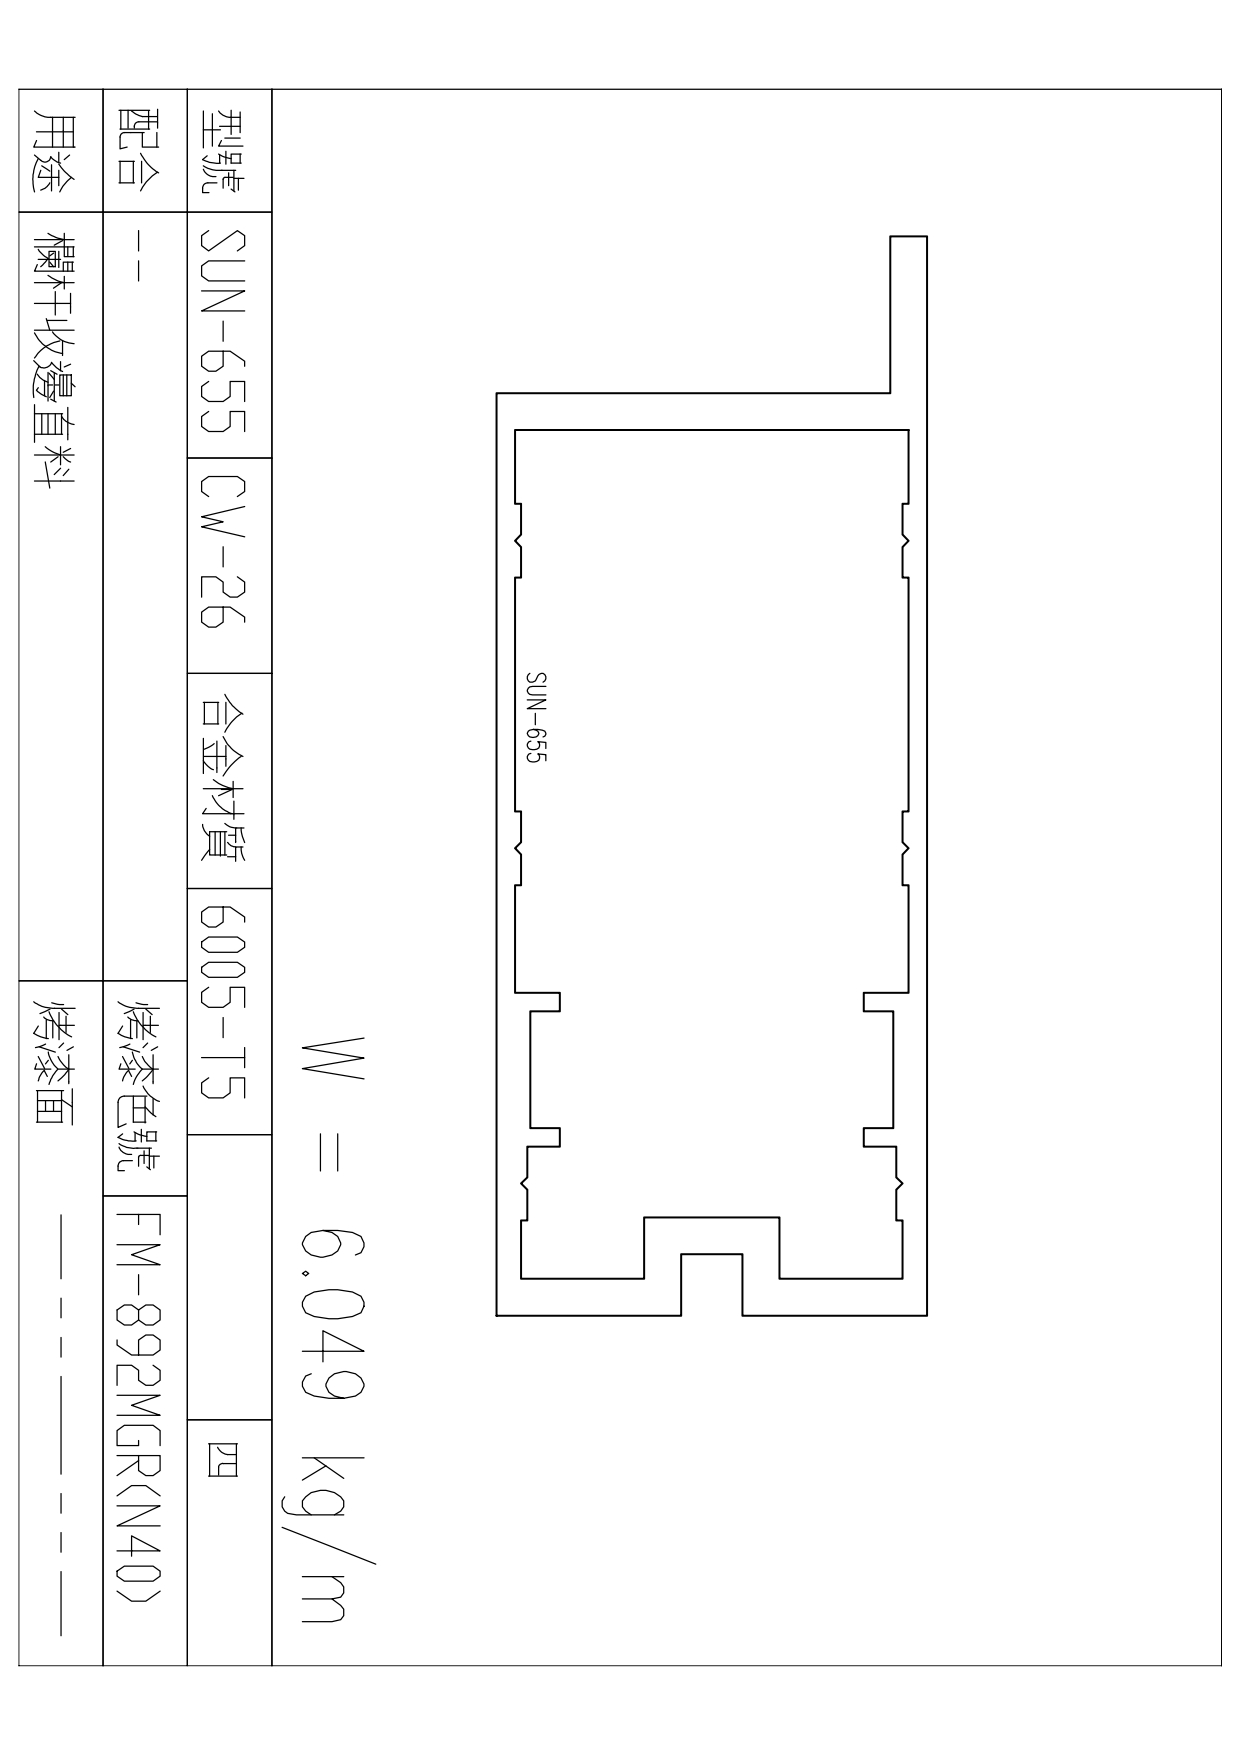 SUN-655
W = 6.049 kg/m
型號 SUN-655 CW-26 合金材質 6005-T5 四
配合 -- 烤漆色號 FM-892MGR(N40)
用途 欄杆收邊直料 烤漆面